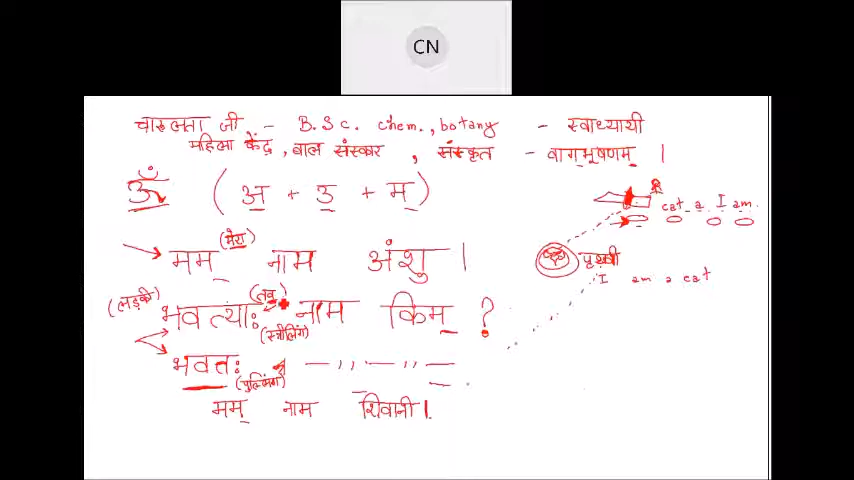 CN
चारुलता जी - B.Sc. chem., botany - स्वाध्यायी
महिला केंद्र, बाल संस्कार, संस्कृत - वाग्भूषणम् ।
ॐ (अ + उ + म्)
cat a I am.
(मेरा)
मम नाम अंशु ।
पृथ्वी
I am a cat
(लड़की) (तव)
भवत्याः नाम किम् ?
(स्त्रीलिंग)
भवतः — ,, — ,, —
(पुल्लिंग)
मम् नाम शिवानी ।